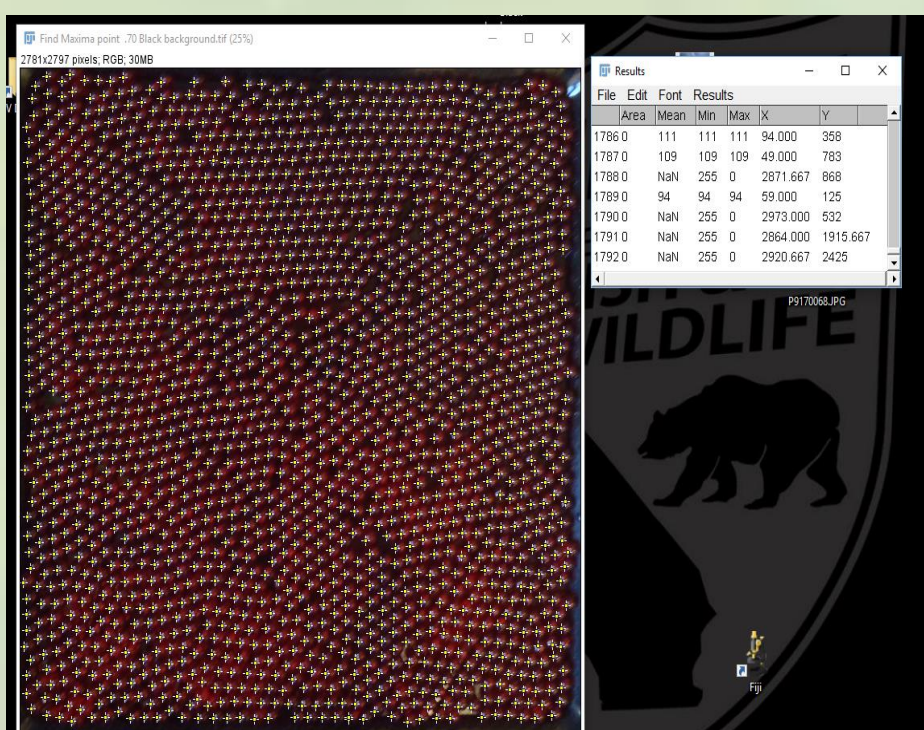 Find Maxima point .70 Black background.tif (25%)
2781x2797 pixels; RGB; 30MB
Results
File Edit Font Results
Area Mean Min Max X Y
1786 0 111 111 111 94.000 358
1787 0 109 109 109 49.000 783
1788 0 NaN 255 0 2871.667 868
1789 0 94 94 94 59.000 125
1790 0 NaN 255 0 2973.000 532
1791 0 NaN 255 0 2864.000 1915.667
1792 0 NaN 255 0 2920.667 2425
P9170068.JPG
WILDLIFE
Fiji